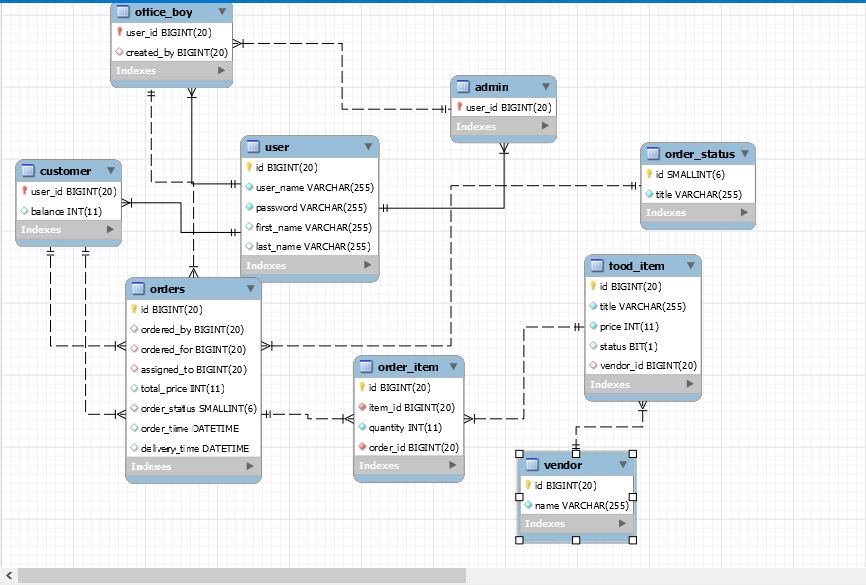 office_boy
user_id BIGINT(20)
created_by BIGINT(20)
Indexes
admin
user_id BIGINT(20)
Indexes
user
id BIGINT(20)
user_name VARCHAR(255)
password VARCHAR(255)
first_name VARCHAR(255)
last_name VARCHAR(255)
Indexes
order_status
id SMALLINT(6)
title VARCHAR(255)
Indexes
customer
user_id BIGINT(20)
balance INT(11)
Indexes
food_item
id BIGINT(20)
title VARCHAR(255)
price INT(11)
status BIT(1)
vendor_id BIGINT(20)
Indexes
orders
id BIGINT(20)
ordered_by BIGINT(20)
ordered_for BIGINT(20)
assigned_to BIGINT(20)
total_price INT(11)
order_status SMALLINT(6)
order_time DATETIME
delivery_time DATETIME
Indexes
order_item
id BIGINT(20)
item_id BIGINT(20)
quantity INT(11)
order_id BIGINT(20)
Indexes
vendor
id BIGINT(20)
name VARCHAR(255)
Indexes